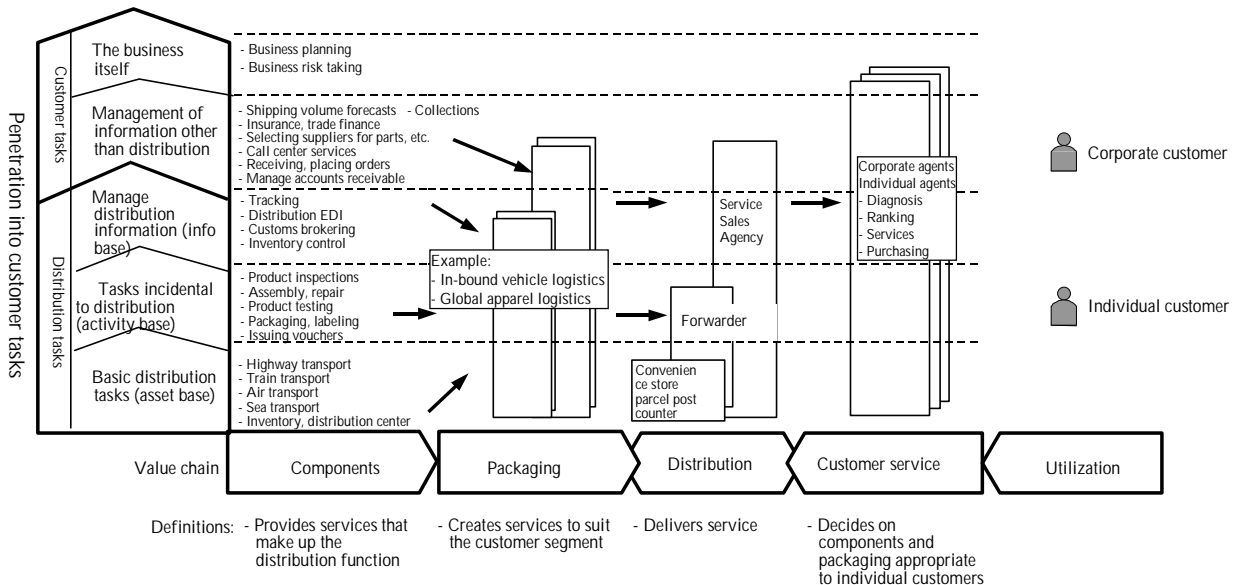 Penetration into customer tasks
Customer tasks
Distribution tasks
The business
itself
Management of
information other
than distribution
Manage
distribution
information (info
base)
Tasks incidental
to distribution
(activity base)
Basic distribution
tasks (asset base)
- Business planning
- Business risk taking
- Shipping volume forecasts - Collections
- Insurance, trade finance
- Selecting suppliers for parts, etc.
- Call center services
- Receiving, placing orders
- Manage accounts receivable
- Tracking
- Distribution EDI
- Customs brokering
- Inventory control
- Product inspections
- Assembly, repair
- Product testing
- Packaging, labeling
- Issuing vouchers
- Highway transport
- Train transport
- Air transport
- Sea transport
- Inventory, distribution center
Example:
- In-bound vehicle logistics
- Global apparel logistics
Service
Sales
Agency
Forwarder
Convenien
ce store
parcel post
counter
Corporate agents
Individual agents
- Diagnosis
- Ranking
- Services
- Purchasing
Corporate customer
Individual customer
Value chain
Components
Packaging
Distribution
Customer service
Utilization
Definitions:
- Provides services that
make up the
distribution function
- Creates services to suit
the customer segment
- Delivers service
- Decides on
components and
packaging appropriate
to individual customers